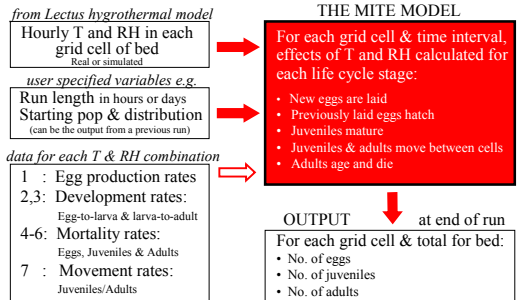 from Lectus hygrothermal model
Hourly T and RH in each
grid cell of bed
Real or simulated
user specified variables e.g.
Run length in hours or days
Starting pop & distribution
(can be the output from a previous run)
data for each T & RH combination
1 : Egg production rates
2,3: Development rates:
Egg-to-larva & larva-to-adult
4-6: Mortality rates:
Eggs, Juveniles & Adults
7 : Movement rates:
Juveniles/Adults
THE MITE MODEL
For each grid cell & time interval,
effects of T and RH calculated for
each life cycle stage:
• New eggs are laid
• Previously laid eggs hatch
• Juveniles mature
• Juveniles & adults move between cells
• Adults age and die
OUTPUT at end of run
For each grid cell & total for bed:
• No. of eggs
• No. of juveniles
• No. of adults